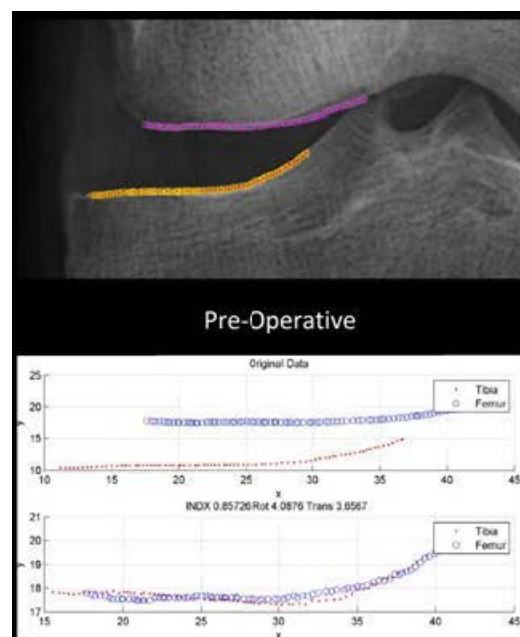 Pre-Operative
Original Data
25
20
15
10
y
Tibia
Femur
10 15 20 25 30 35 40 45
x
INDX 0.85726 Rot 4.0876 Trans 3.6567
21
20
19
18
17
y
Tibia
Femur
15 20 25 30 35 40 45
x